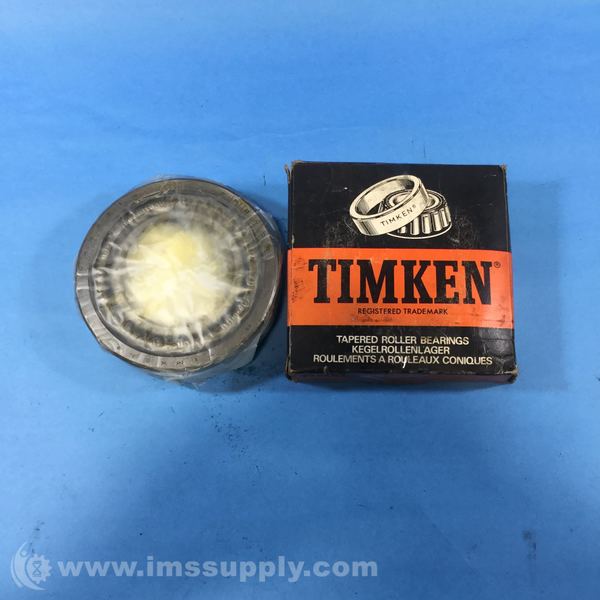 TIMKEN®
TIMKEN®
REGISTERED TRADEMARK
TAPERED ROLLER BEARINGS
KEGELROLLENLAGER
ROULEMENTS A ROULEAUX CONIQUES
www.imssupply.com